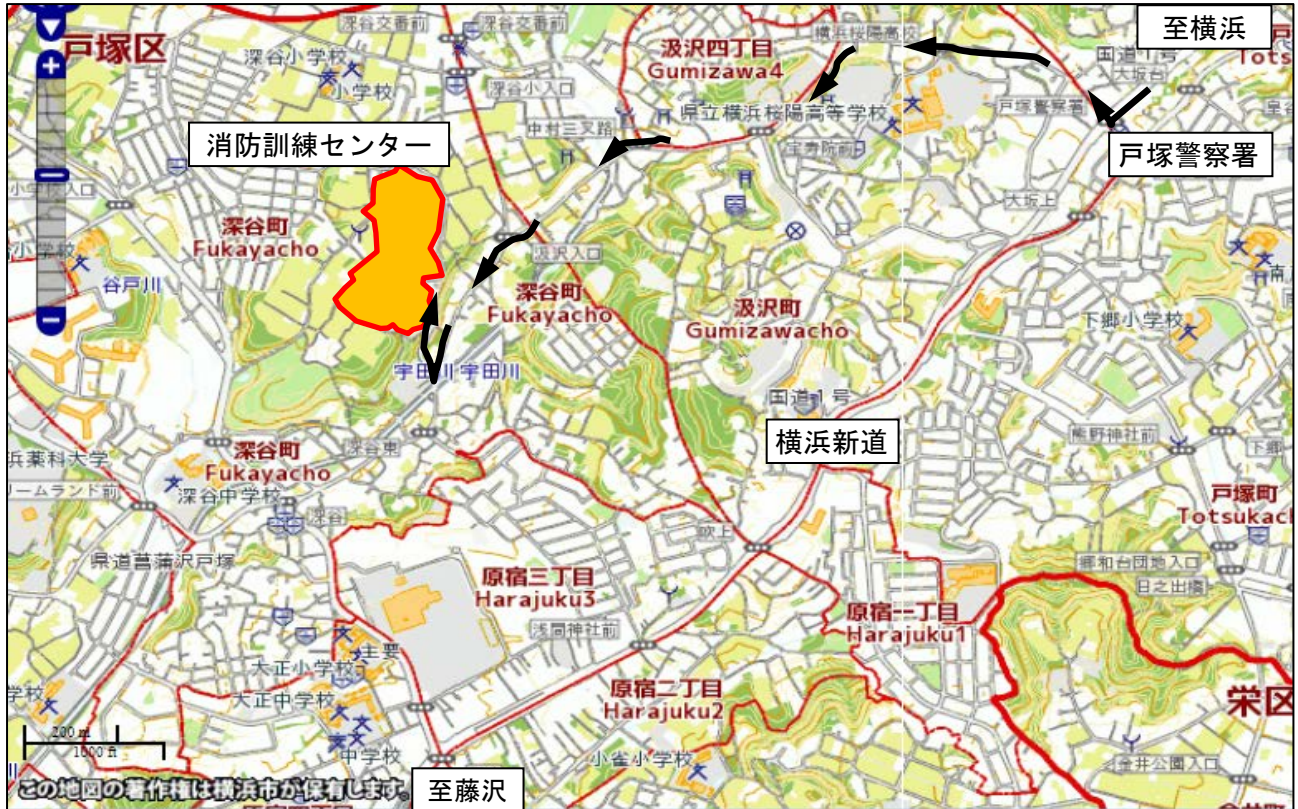 深谷交番前
深谷交番前
至横浜
戸塚区
深谷小学校
小学校
汲沢四丁目
Gumizawa4
横浜桜陽高校
国道1号
大坂台
Tots
深谷小入口
戸塚警察署
県立横浜桜陽高等学校
消防訓練センター
中村三叉路
宝寿院前
戸塚警察署
小学校入口
大坂上
深谷町
Fukayacho
汲沢入口
谷小学校
谷戸川
深谷町
Fukayacho
汲沢町
Gumizawacho
南
下郷小学校
宇田川
宇田川
国道1号
横浜新道
熊野神社前
下郷
深谷町
Fukayacho
深谷東
浜薬科大学
リームランド前
深谷中学校
深谷
戸塚町
Totsukach
吹上
県道菖蒲沢戸塚
郷和台団地入口
日之出橋
原宿三丁目
Harajuku3
原宿一丁目
Harajuku1
浅間神社前
主要
大正小学校
大正中学校
原宿二丁目
Harajuku2
栄区
学校
200 m
1000 ft
中学校
小雀小学校
金井公園入口
この地図の著作権は横浜市が保有します。
至藤沢